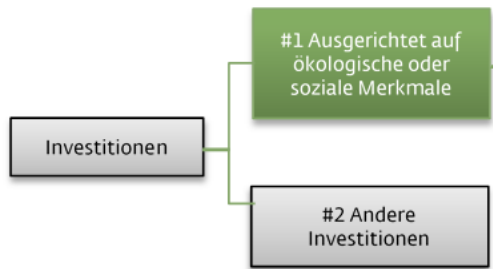 #1 Ausgerichtet auf
ökologische oder
soziale Merkmale
Investitionen
#2 Andere
Investitionen